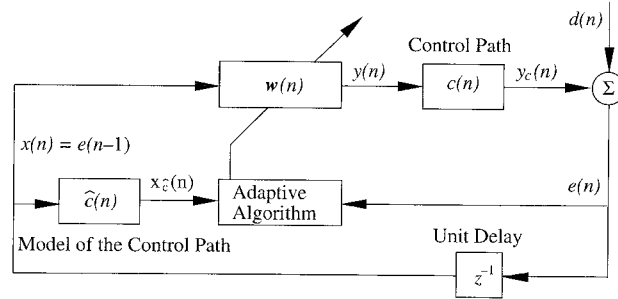 d(n)
Control Path
w(n)
y(n)
c(n)
y_c(n)
Σ
x(n) = e(n–1)
ĉ(n)
x_ĉ(n)
Adaptive
Algorithm
e(n)
Model of the Control Path
Unit Delay
z⁻¹